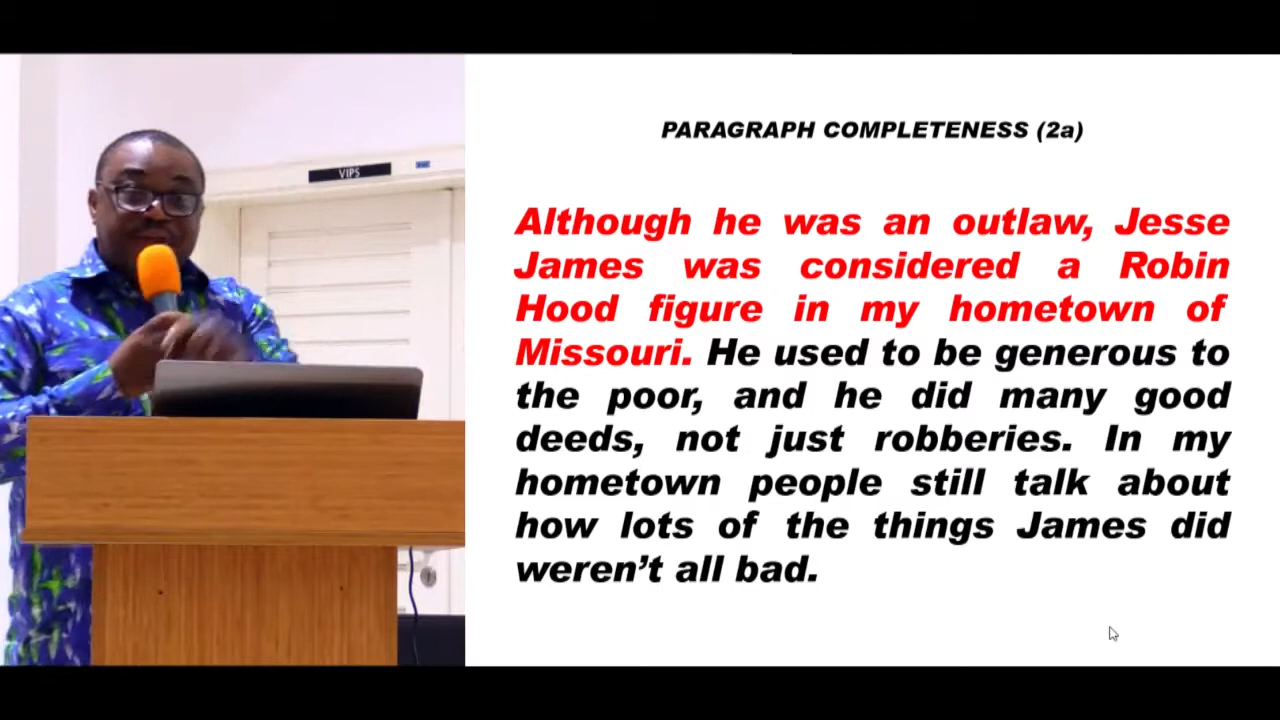 VIPS
PARAGRAPH COMPLETENESS (2a)
Although he was an outlaw, Jesse
James was considered a Robin
Hood figure in my hometown of
Missouri. He used to be generous to
the poor, and he did many good
deeds, not just robberies. In my
hometown people still talk about
how lots of the things James did
weren’t all bad.